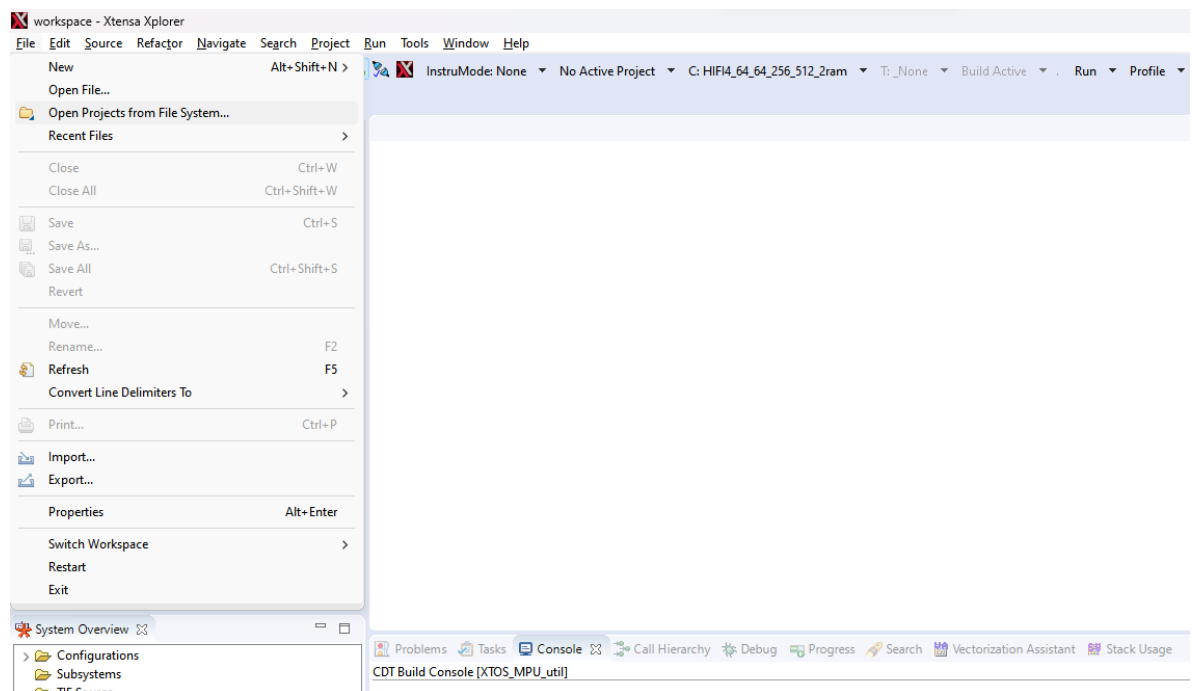 workspace - Xtensa Xplorer
File Edit Source Refactor Navigate Search Project Run Tools Window Help
InstruMode: None No Active Project C: HIFI4_64_64_256_512_2ram T:_None Build Active . Run Profile
New Alt+Shift+N >
Open File...
Open Projects from File System...
Recent Files >
Close Ctrl+W
Close All Ctrl+Shift+W
Save Ctrl+S
Save As...
Save All Ctrl+Shift+S
Revert
Move...
Rename... F2
Refresh F5
Convert Line Delimiters To >
Print... Ctrl+P
Import...
Export...
Properties Alt+Enter
Switch Workspace >
Restart
Exit
System Overview
> Configurations
Subsystems
Problems Tasks Console Call Hierarchy Debug Progress Search Vectorization Assistant Stack Usage
CDT Build Console [XTOS_MPU_util]